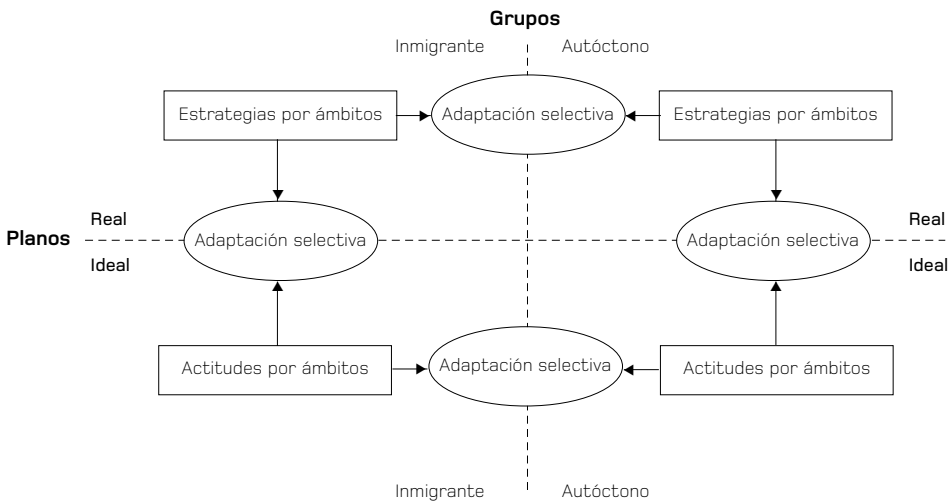 Grupos
Inmigrante Autóctono
Estrategias por ámbitos Adaptación selectiva Estrategias por ámbitos
Real Real
Planos Adaptación selectiva Adaptación selectiva
Ideal Ideal
Actitudes por ámbitos Adaptación selectiva Actitudes por ámbitos
Inmigrante Autóctono